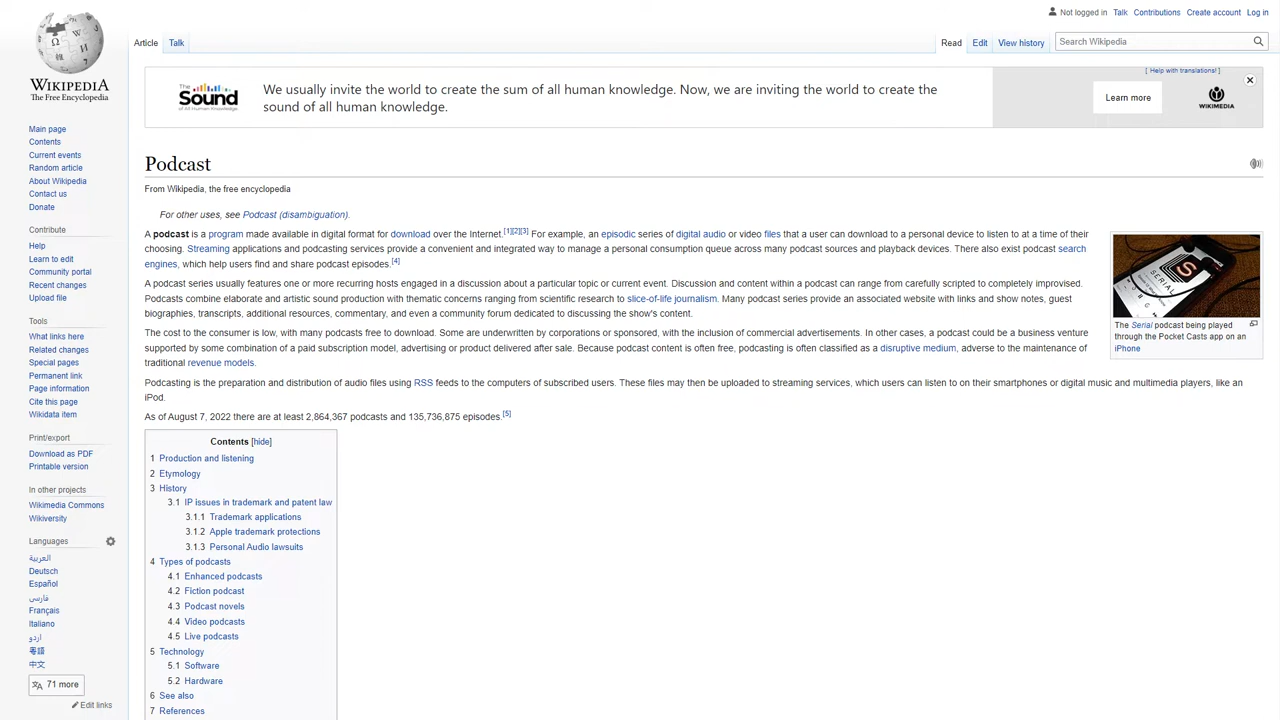 Not logged in Talk Contributions Create account Log in
Article Talk Read Edit View history Search Wikipedia
WIKIPEDIA
The Free Encyclopedia
Main page
Contents
Current events
Random article
About Wikipedia
Contact us
Donate
Contribute
Help
Learn to edit
Community portal
Recent changes
Upload file
Tools
What links here
Related changes
Special pages
Permanent link
Page information
Cite this page
Wikidata item
Print/export
Download as PDF
Printable version
In other projects
Wikimedia Commons
Wikiversity
Languages
العربية
Deutsch
Español
فارسی
Français
Italiano
اردو
粵語
中文
71 more
Edit links
[ Help with translations! ]
The Sound of All Human Knowledge
We usually invite the world to create the sum of all human knowledge. Now, we are inviting the world to create the
sound of all human knowledge.
Learn more
WIKIMEDIA
Podcast
From Wikipedia, the free encyclopedia
For other uses, see Podcast (disambiguation).
A podcast is a program made available in digital format for download over the Internet.[1][2][3] For example, an episodic series of digital audio or video files that a user can download to a personal device to listen to at a time of their
choosing. Streaming applications and podcasting services provide a convenient and integrated way to manage a personal consumption queue across many podcast sources and playback devices. There also exist podcast search
engines, which help users find and share podcast episodes.[4]
A podcast series usually features one or more recurring hosts engaged in a discussion about a particular topic or current event. Discussion and content within a podcast can range from carefully scripted to completely improvised.
Podcasts combine elaborate and artistic sound production with thematic concerns ranging from scientific research to slice-of-life journalism. Many podcast series provide an associated website with links and show notes, guest
biographies, transcripts, additional resources, commentary, and even a community forum dedicated to discussing the show's content.
The cost to the consumer is low, with many podcasts free to download. Some are underwritten by corporations or sponsored, with the inclusion of commercial advertisements. In other cases, a podcast could be a business venture
supported by some combination of a paid subscription model, advertising or product delivered after sale. Because podcast content is often free, podcasting is often classified as a disruptive medium, adverse to the maintenance of
traditional revenue models.
Podcasting is the preparation and distribution of audio files using RSS feeds to the computers of subscribed users. These files may then be uploaded to streaming services, which users can listen to on their smartphones or digital music and multimedia players, like an
iPod.
As of August 7, 2022 there are at least 2,864,367 podcasts and 135,736,875 episodes.[5]
SERIAL
The Serial podcast being played
through the Pocket Casts app on an
iPhone
Contents [hide]
1 Production and listening
2 Etymology
3 History
3.1 IP issues in trademark and patent law
3.1.1 Trademark applications
3.1.2 Apple trademark protections
3.1.3 Personal Audio lawsuits
4 Types of podcasts
4.1 Enhanced podcasts
4.2 Fiction podcast
4.3 Podcast novels
4.4 Video podcasts
4.5 Live podcasts
5 Technology
5.1 Software
5.2 Hardware
6 See also
7 References